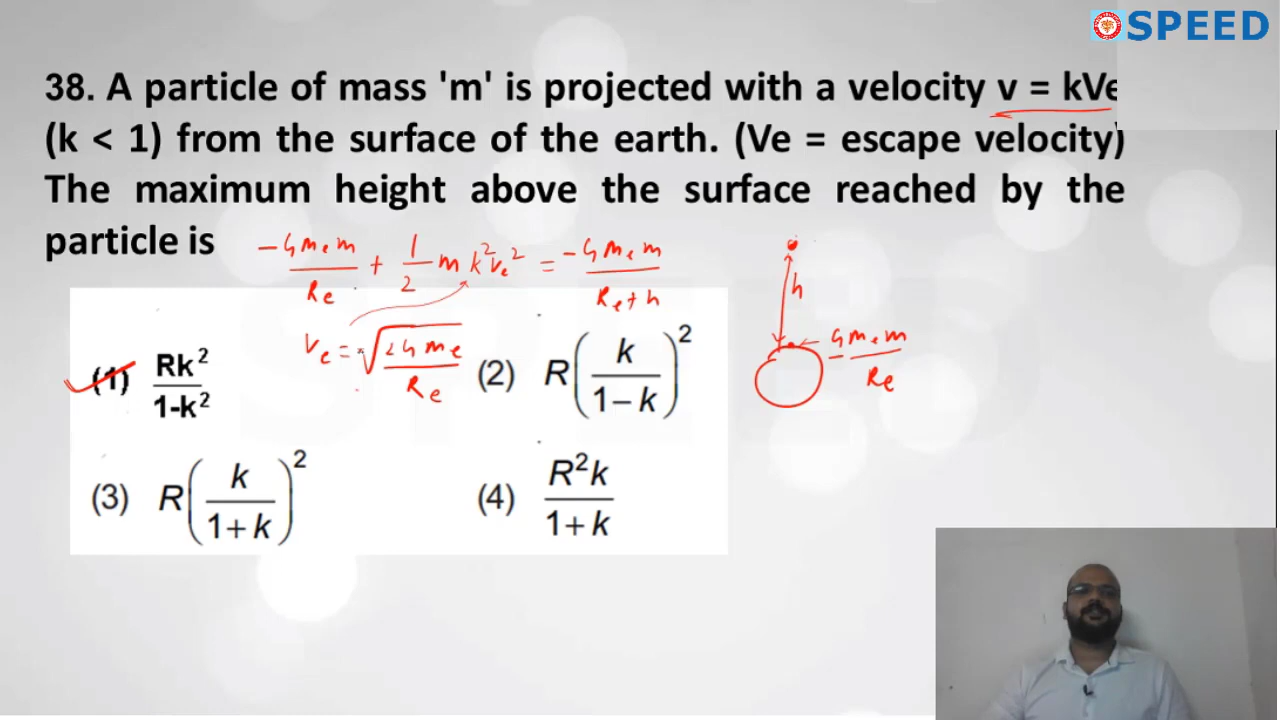 SPEED
38. A particle of mass 'm' is projected with a velocity v = kVe
(k < 1) from the surface of the earth. (Ve = escape velocity)
The maximum height above the surface reached by the
particle is
-GMem/Re + 1/2 m k²ve² = -GMem/Re+h
h
Ve = √2GMe/Re
-GMem/Re
(1) Rk²/1-k²
(2) R(k/1-k)²
(3) R(k/1+k)²
(4) R²k/1+k